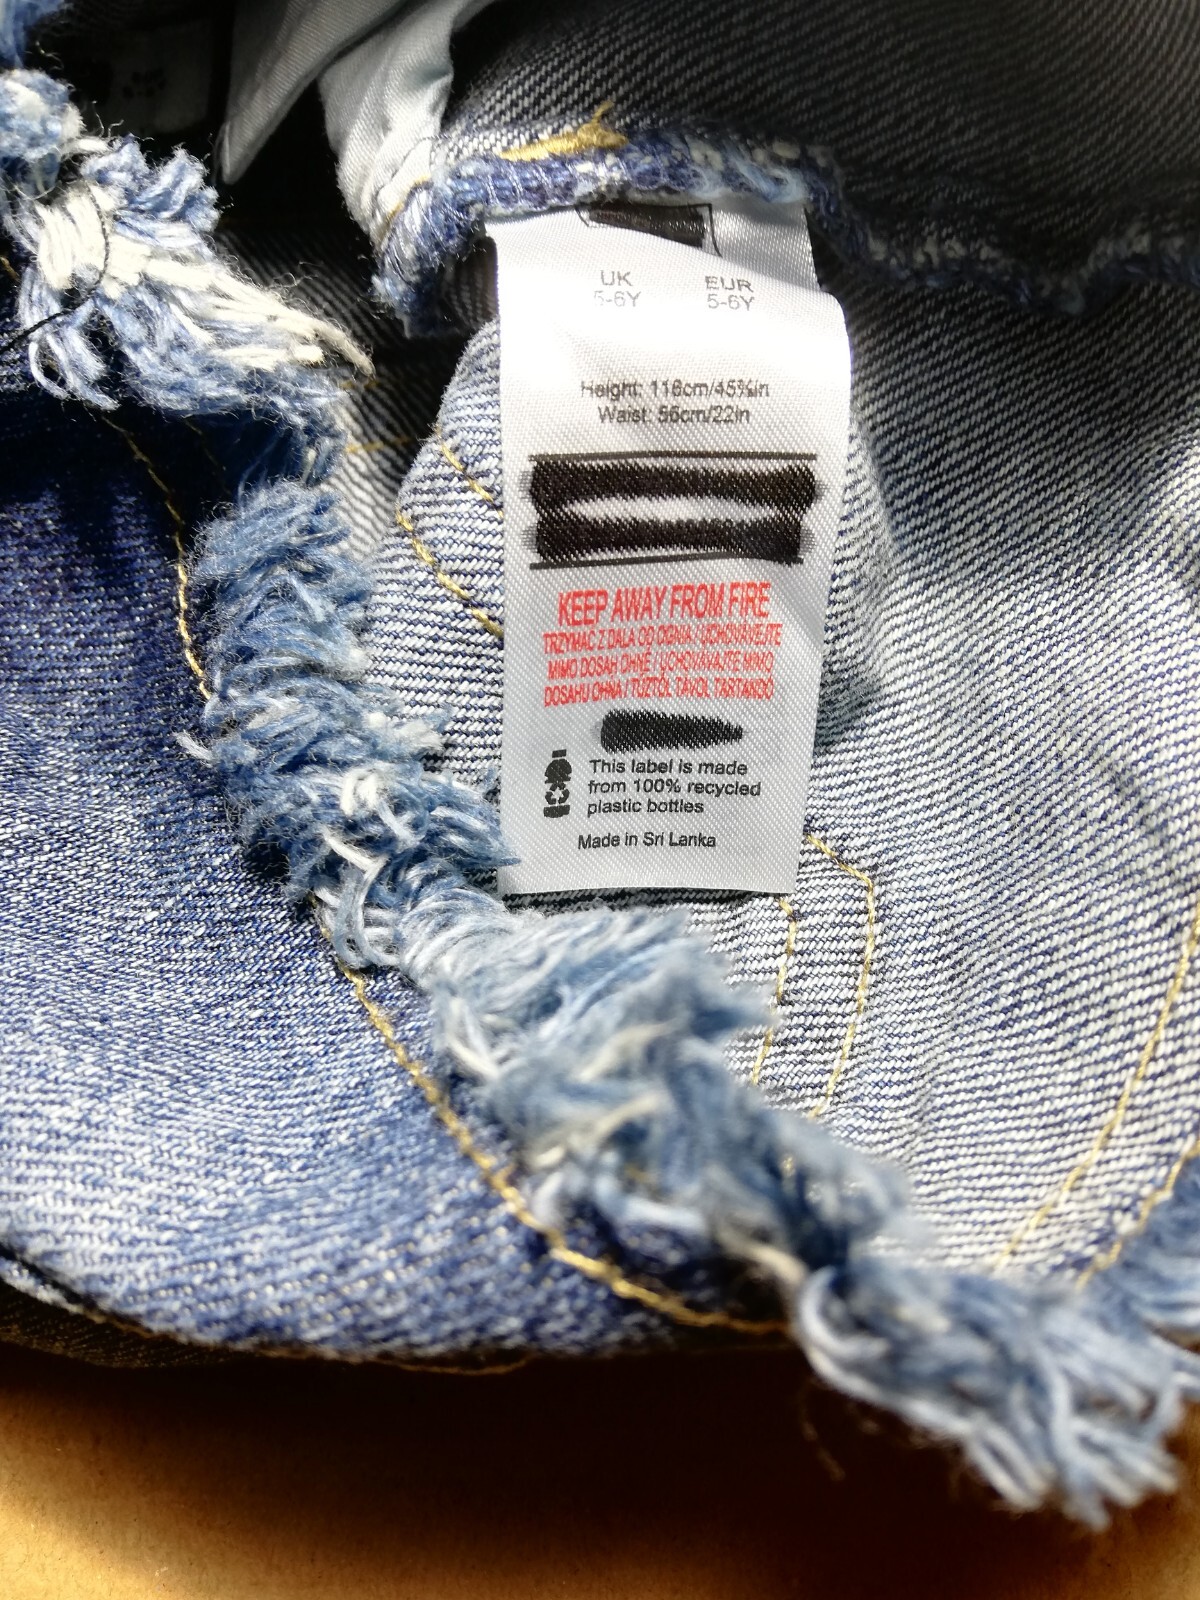 UK EUR
5-6Y 5-6Y
Height: 116cm/45¾in
Waist: 56cm/22in
KEEP AWAY FROM FIRE
TRZYMAĆ Z DALA OD OGNIA / UCHOVÁVEJTE
MIMO DOSAH OHNĚ / UCHOVÁVAJTE MIMO
DOSAHU OHŇA / TŰZTŐL TÁVOL TARTANDÓ
This label is made
from 100% recycled
plastic bottles
Made in Sri Lanka